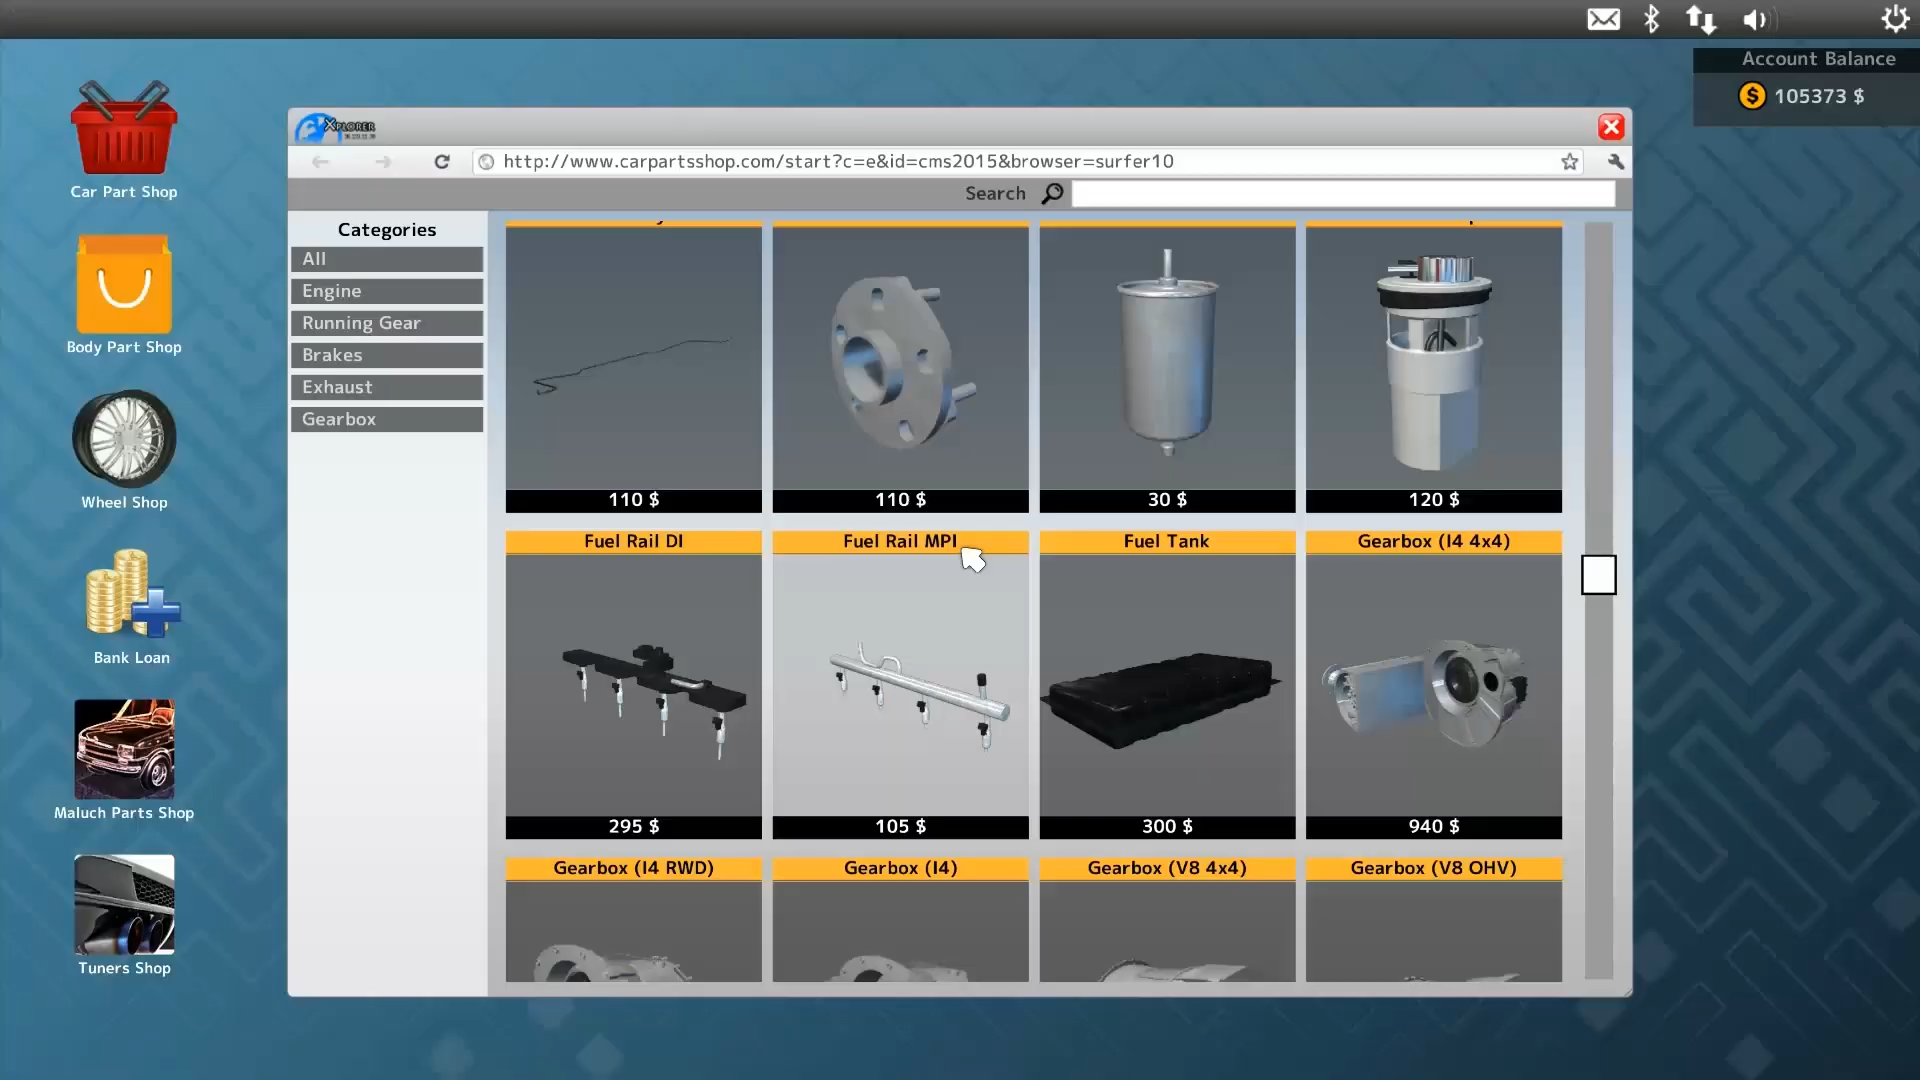 Account Balance
105373 $
Car Part Shop
Body Part Shop
Wheel Shop
Bank Loan
Maluch Parts Shop
Tuners Shop
XPLORER
http://www.carpartsshop.com/start?c=e&id=cms2015&browser=surfer10
Search
Categories
All
Engine
Running Gear
Brakes
Exhaust
Gearbox
110 $
110 $
30 $
120 $
Fuel Rail DI
Fuel Rail MPI
Fuel Tank
Gearbox (I4 4x4)
295 $
105 $
300 $
940 $
Gearbox (I4 RWD)
Gearbox (I4)
Gearbox (V8 4x4)
Gearbox (V8 OHV)